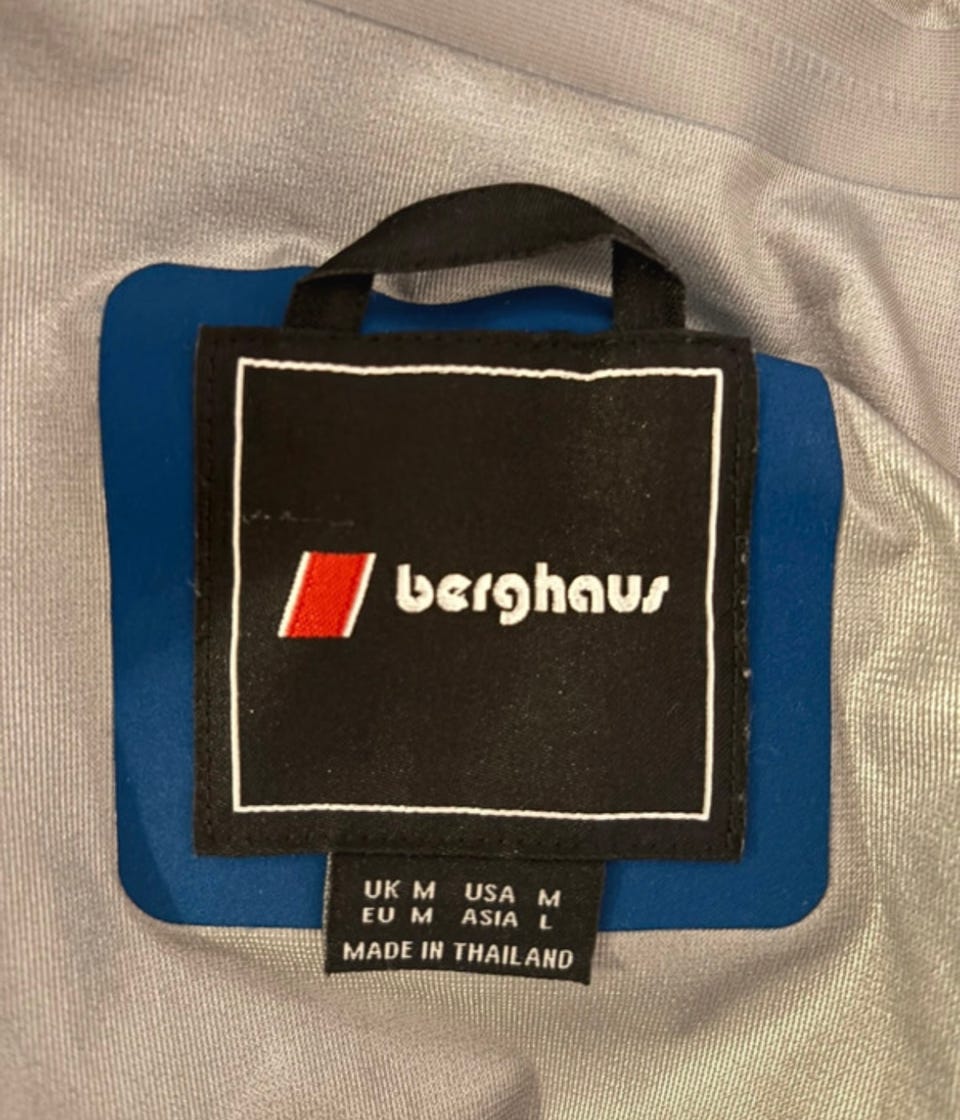 berghaus
UK M USA M
EU M ASIA L
MADE IN THAILAND